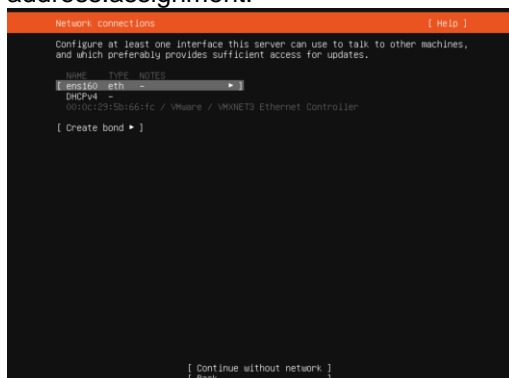 address.assignment.
Network connections [ Help ]
Configure at least one interface this server can use to talk to other machines,
and which preferably provides sufficient access for updates.
NAME TYPE NOTES
[ ens160 eth - ▸ ]
DHCPv4 -
00:0c:29:5b:66:fc / VMware / VMXNET3 Ethernet Controller
[ Create bond ▸ ]
[ Continue without network ]
[ Back ]